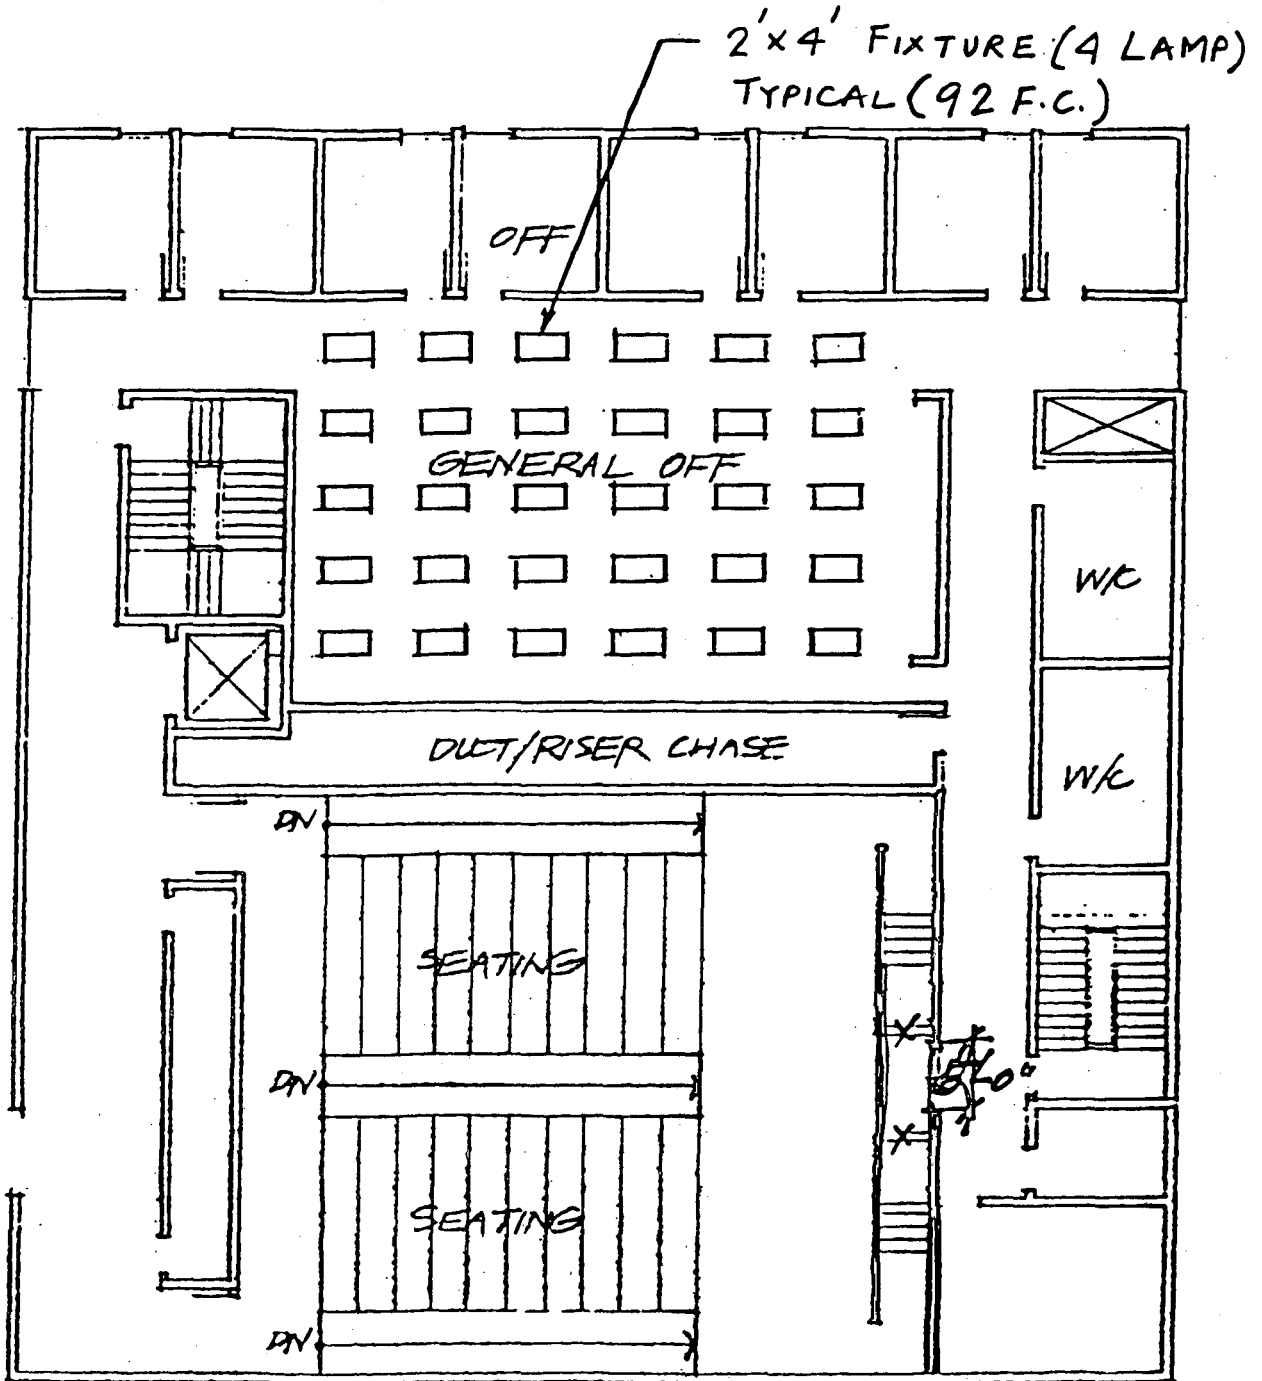 2'x4' FIXTURE (4 LAMP)
TYPICAL (92 F.C.)
OFF
GENERAL OFF
W/C
DUCT/RISER CHASE
W/C
DN
SEATING
DN
SEATING
DN